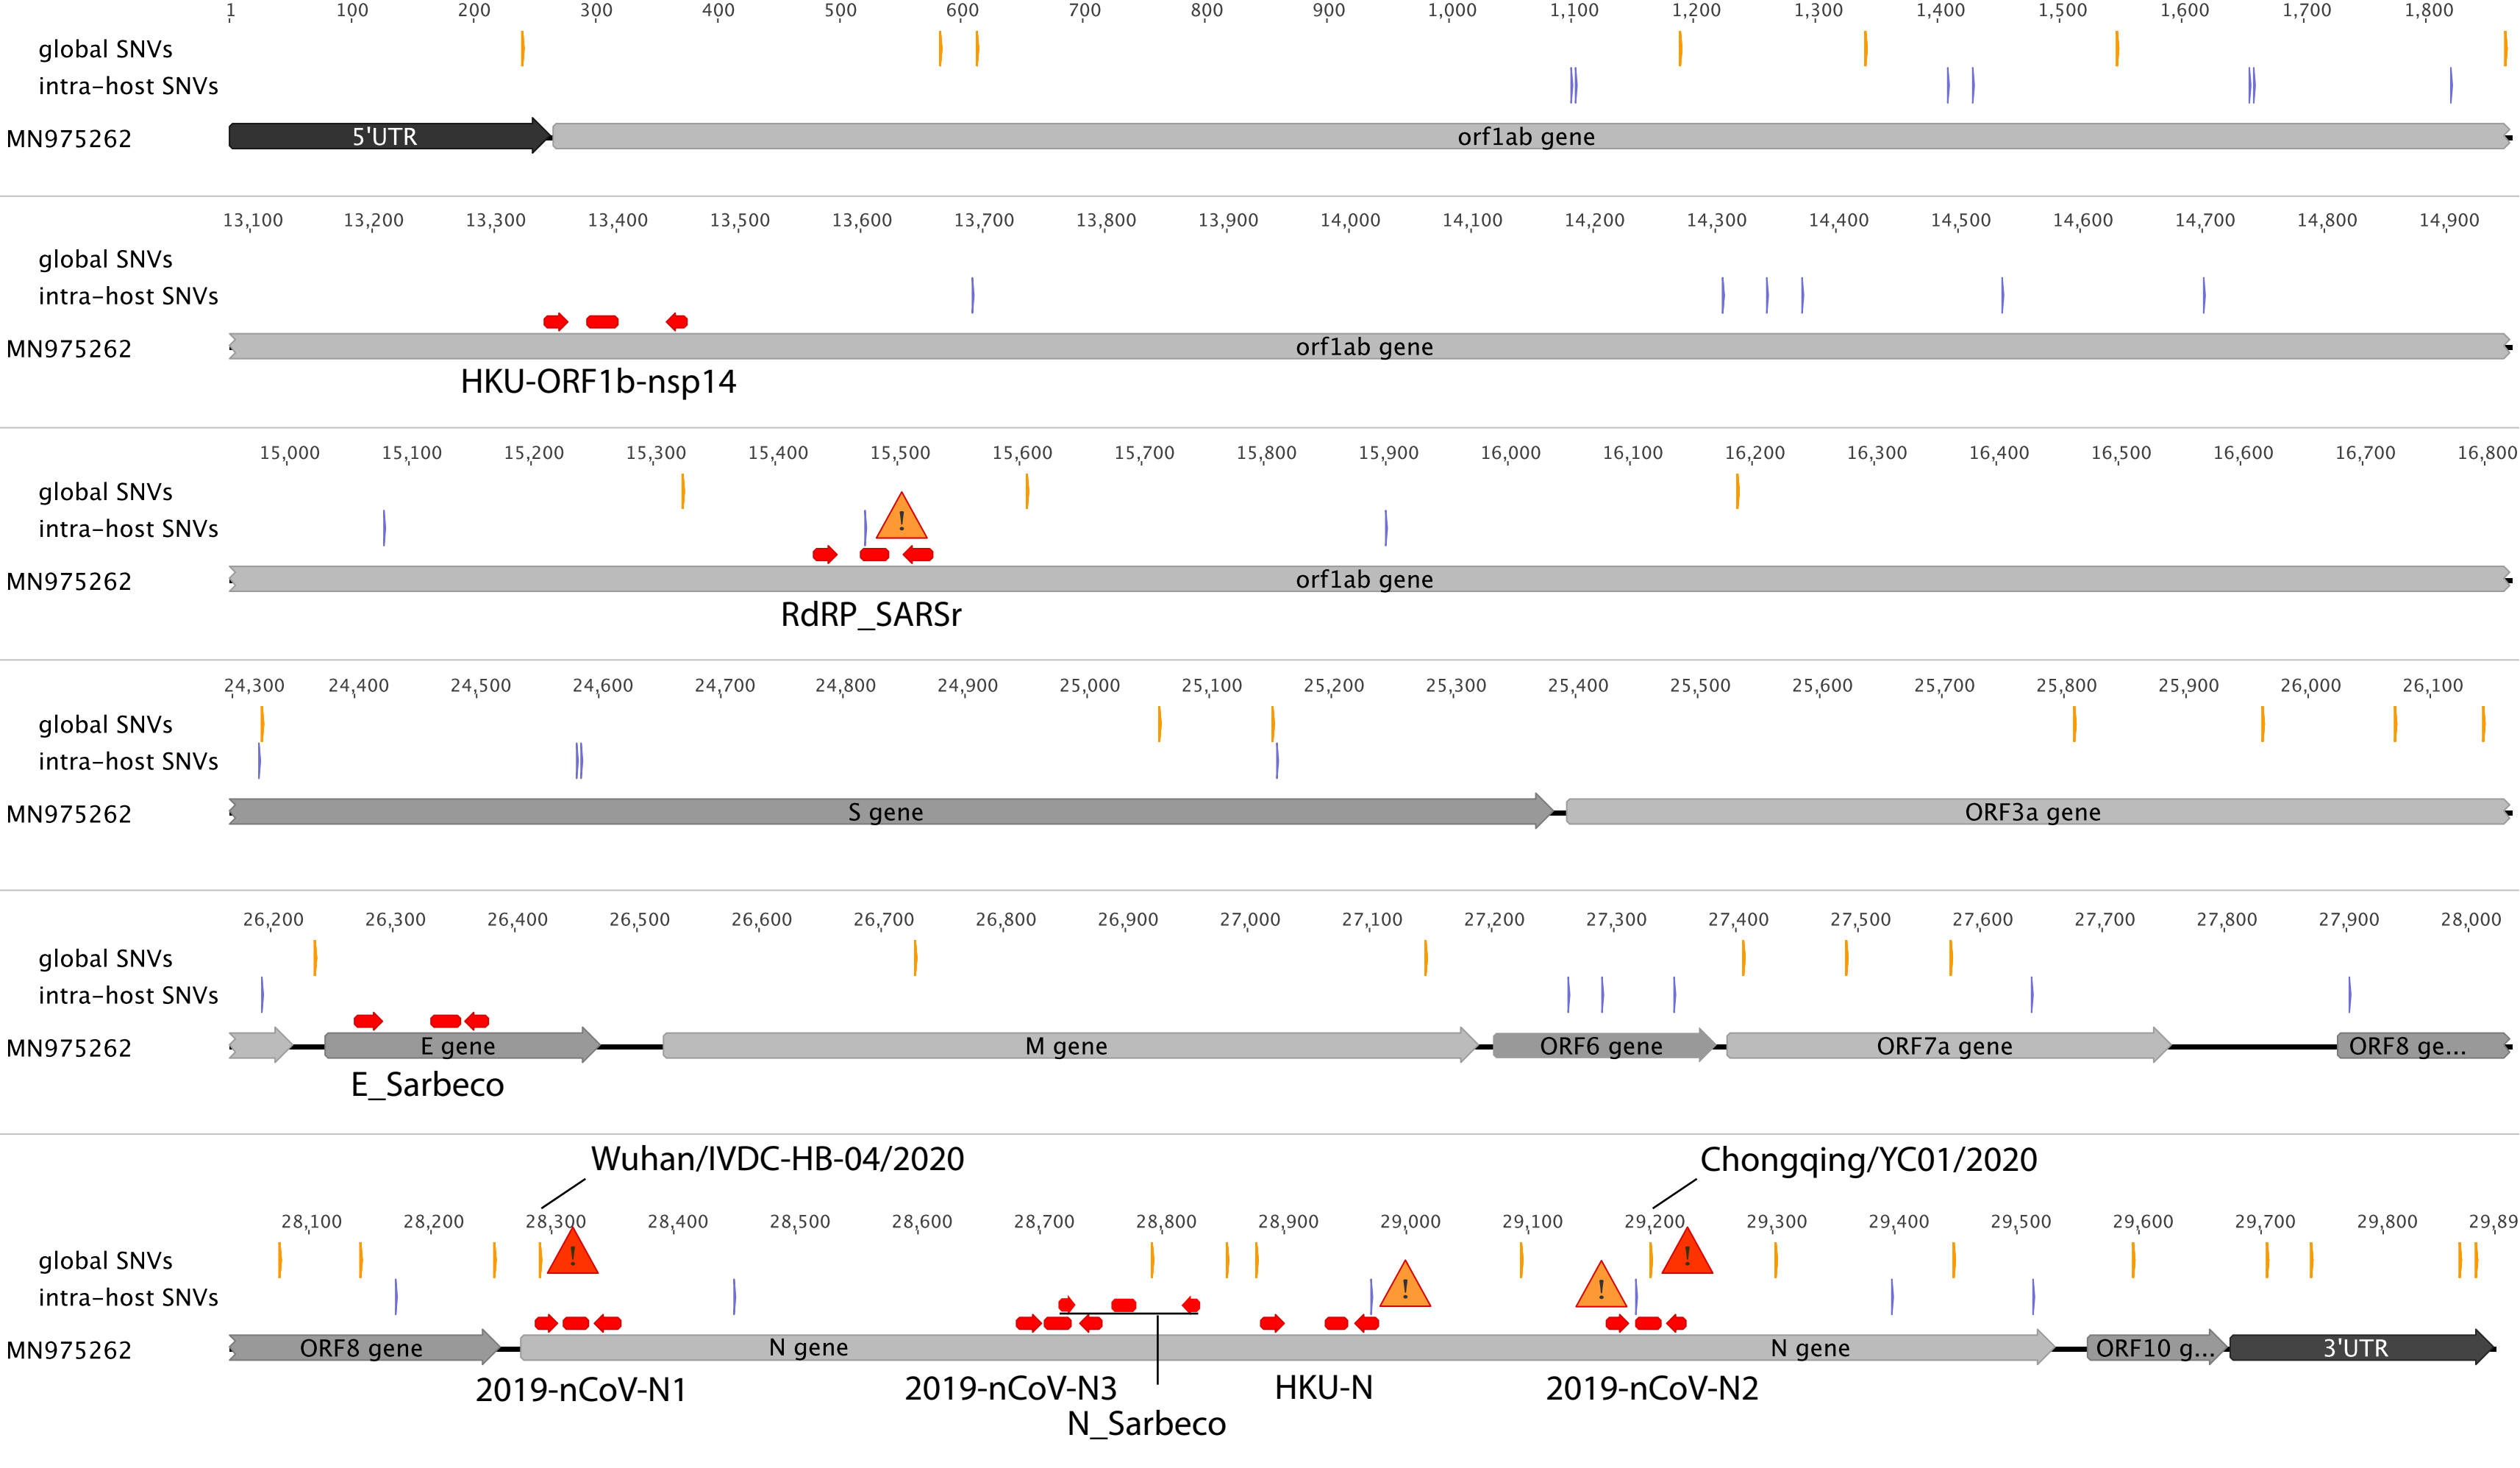 1 100 200 300 400 500 600 700 800 900 1,000 1,100 1,200 1,300 1,400 1,500 1,600 1,700 1,800
global SNVs
intra-host SNVs
MN975262 5'UTR orf1ab gene
13,100 13,200 13,300 13,400 13,500 13,600 13,700 13,800 13,900 14,000 14,100 14,200 14,300 14,400 14,500 14,600 14,700 14,800 14,900
global SNVs
intra-host SNVs
MN975262 orf1ab gene
HKU-ORF1b-nsp14
15,000 15,100 15,200 15,300 15,400 15,500 15,600 15,700 15,800 15,900 16,000 16,100 16,200 16,300 16,400 16,500 16,600 16,700 16,800
global SNVs
intra-host SNVs !
MN975262 orf1ab gene
RdRP_SARSr
24,300 24,400 24,500 24,600 24,700 24,800 24,900 25,000 25,100 25,200 25,300 25,400 25,500 25,600 25,700 25,800 25,900 26,000 26,100
global SNVs
intra-host SNVs
MN975262 S gene ORF3a gene
26,200 26,300 26,400 26,500 26,600 26,700 26,800 26,900 27,000 27,100 27,200 27,300 27,400 27,500 27,600 27,700 27,800 27,900 28,000
global SNVs
intra-host SNVs
MN975262 E gene M gene ORF6 gene ORF7a gene ORF8 ge...
E_Sarbeco
Wuhan/IVDC-HB-04/2020 Chongqing/YC01/2020
28,100 28,200 28,300 28,400 28,500 28,600 28,700 28,800 28,900 29,000 29,100 29,200 29,300 29,400 29,500 29,600 29,700 29,800 29,89
global SNVs ! !
intra-host SNVs ! !
MN975262 ORF8 gene N gene N gene ORF10 g... 3'UTR
2019-nCoV-N1 2019-nCoV-N3 HKU-N 2019-nCoV-N2
N_Sarbeco